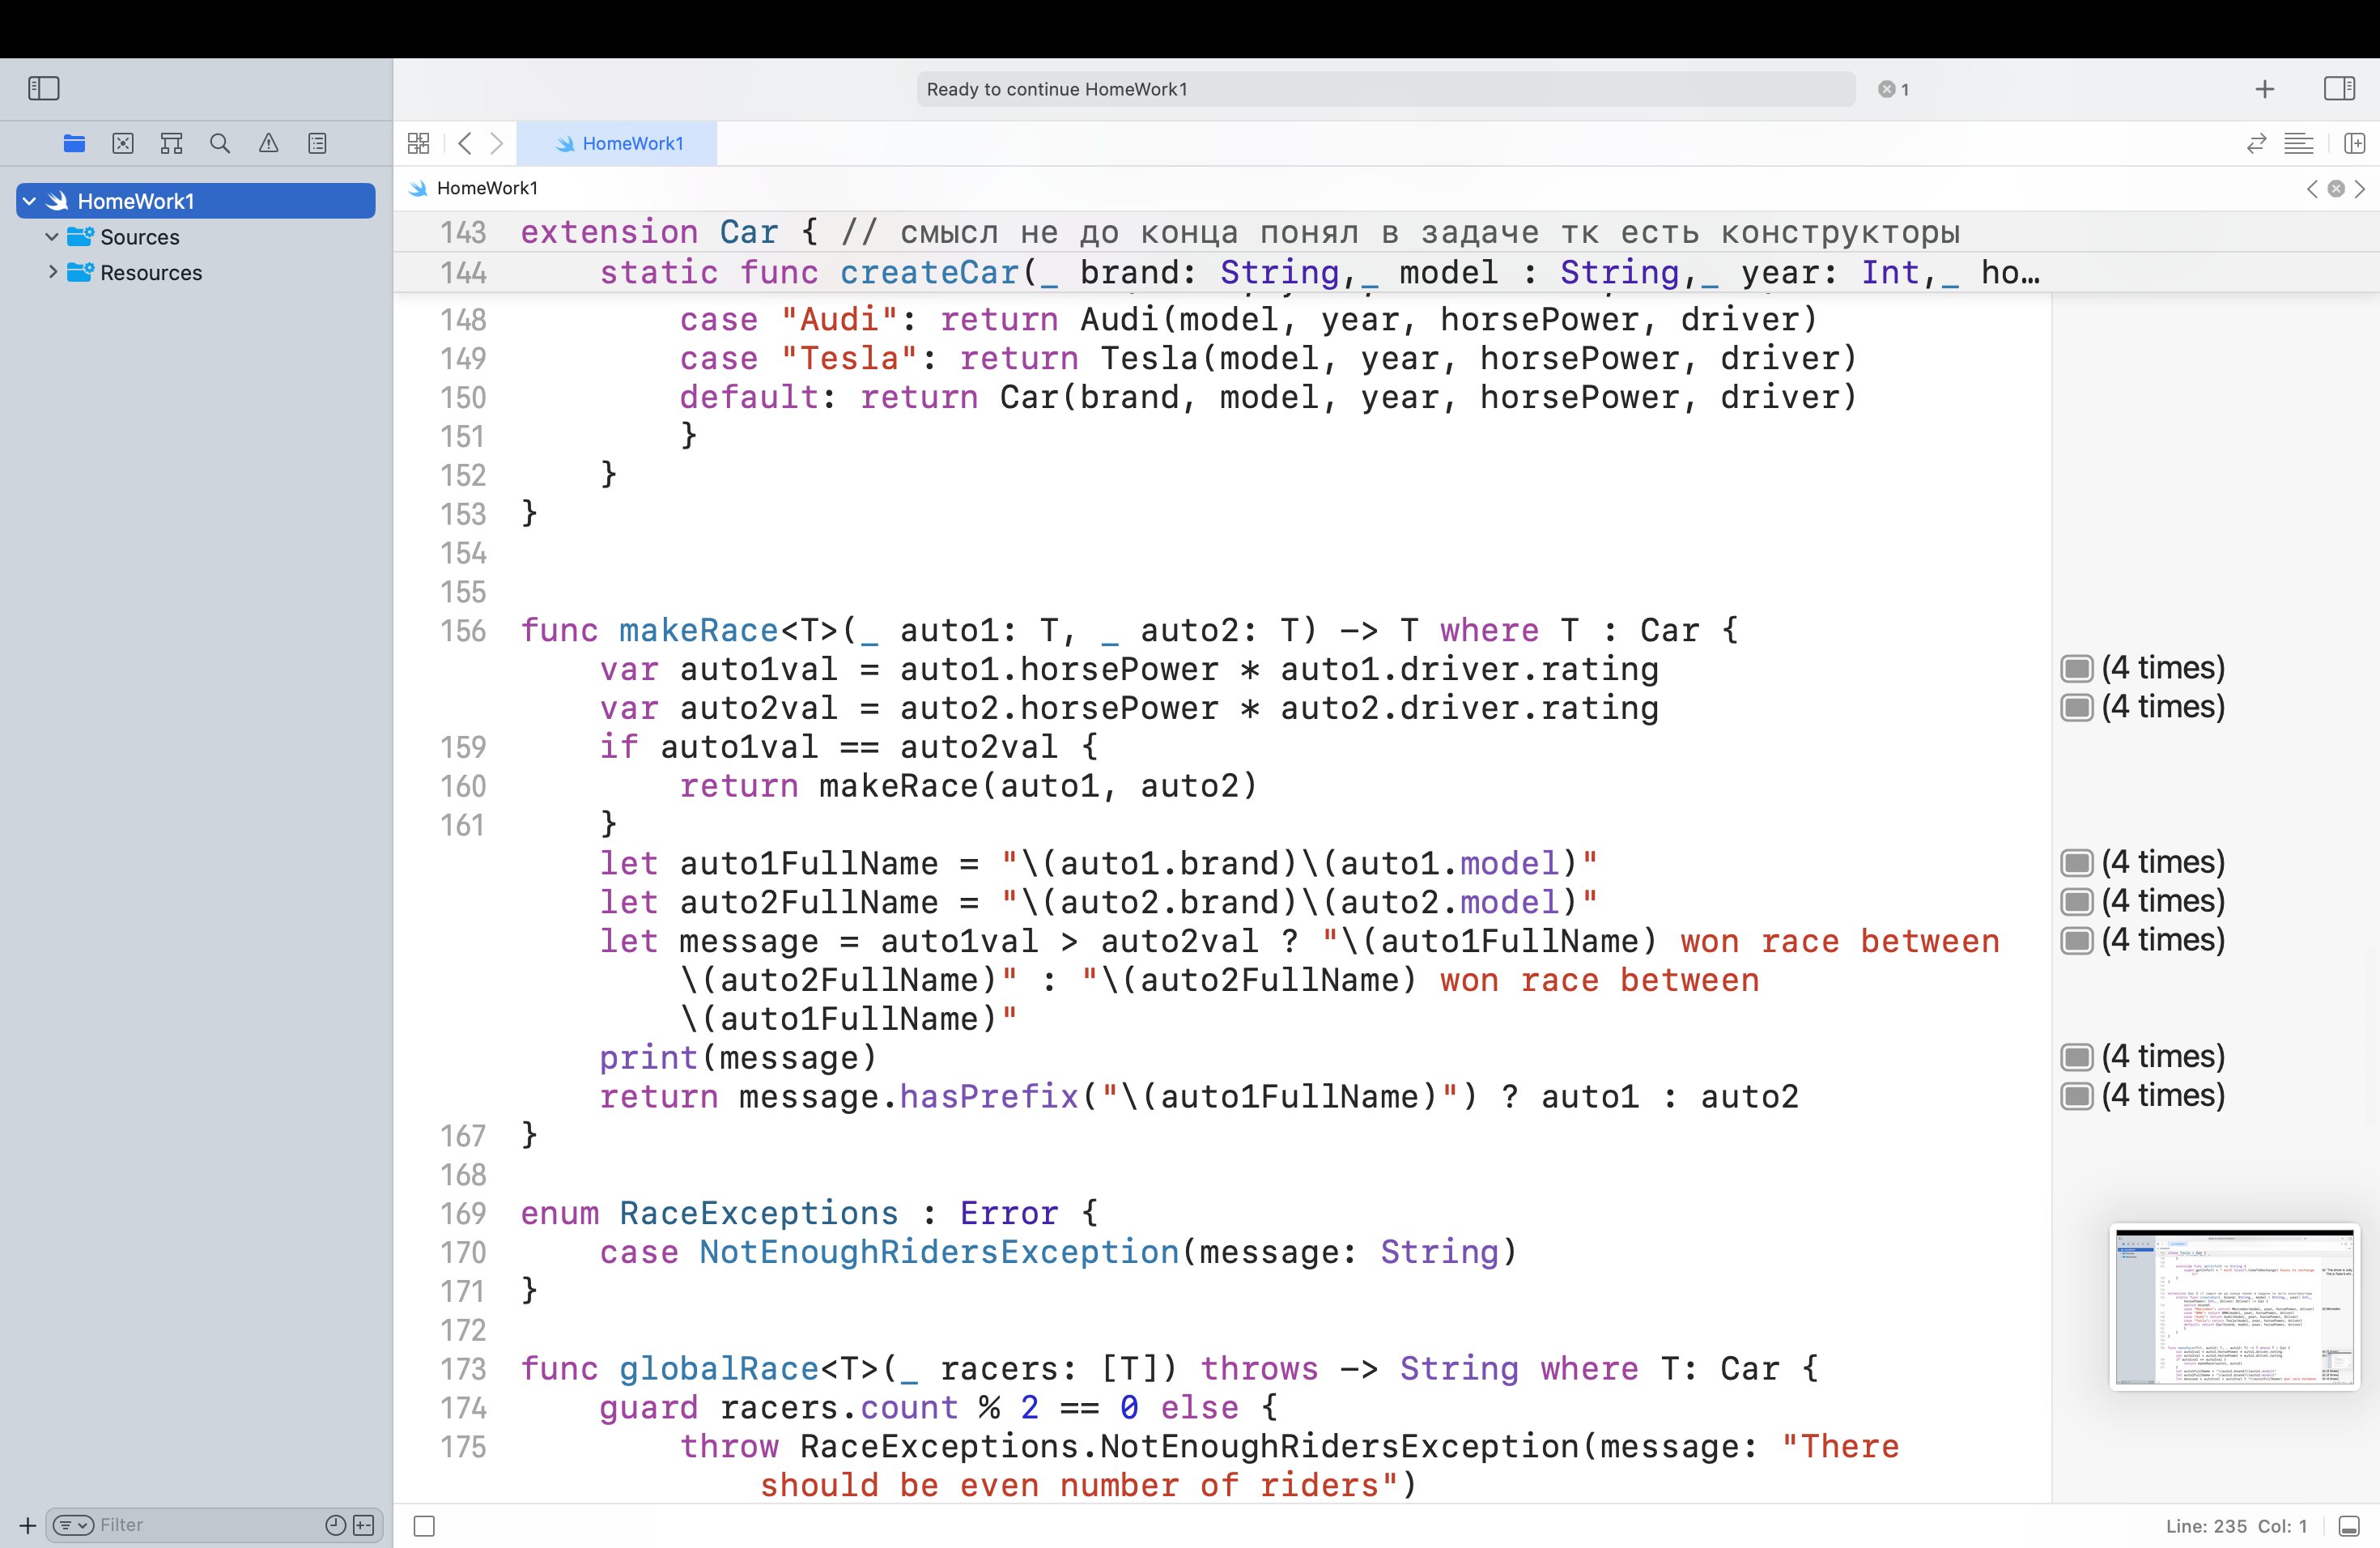 Ready to continue HomeWork1
1
HomeWork1
HomeWork1
HomeWork1
Sources
Resources
143 extension Car { // смысл не до конца понял в задаче тк есть конструкторы
144 static func createCar(_ brand: String,_ model : String,_ year: Int,_ ho…
148 case "Audi": return Audi(model, year, horsePower, driver)
149 case "Tesla": return Tesla(model, year, horsePower, driver)
150 default: return Car(brand, model, year, horsePower, driver)
151 }
152 }
153 }
154
155
156 func makeRace<T>(_ auto1: T, _ auto2: T) -> T where T : Car {
var auto1val = auto1.horsePower * auto1.driver.rating (4 times)
var auto2val = auto2.horsePower * auto2.driver.rating (4 times)
159 if auto1val == auto2val {
160 return makeRace(auto1, auto2)
161 }
let auto1FullName = "\(auto1.brand)\(auto1.model)" (4 times)
let auto2FullName = "\(auto2.brand)\(auto2.model)" (4 times)
let message = auto1val > auto2val ? "\(auto1FullName) won race between (4 times)
\(auto2FullName)" : "\(auto2FullName) won race between
\(auto1FullName)"
print(message) (4 times)
return message.hasPrefix("\(auto1FullName)") ? auto1 : auto2 (4 times)
167 }
168
169 enum RaceExceptions : Error {
170 case NotEnoughRidersException(message: String)
171 }
172
173 func globalRace<T>(_ racers: [T]) throws -> String where T: Car {
174 guard racers.count % 2 == 0 else {
175 throw RaceExceptions.NotEnoughRidersException(message: "There
should be even number of riders")
Filter
Line: 235 Col: 1